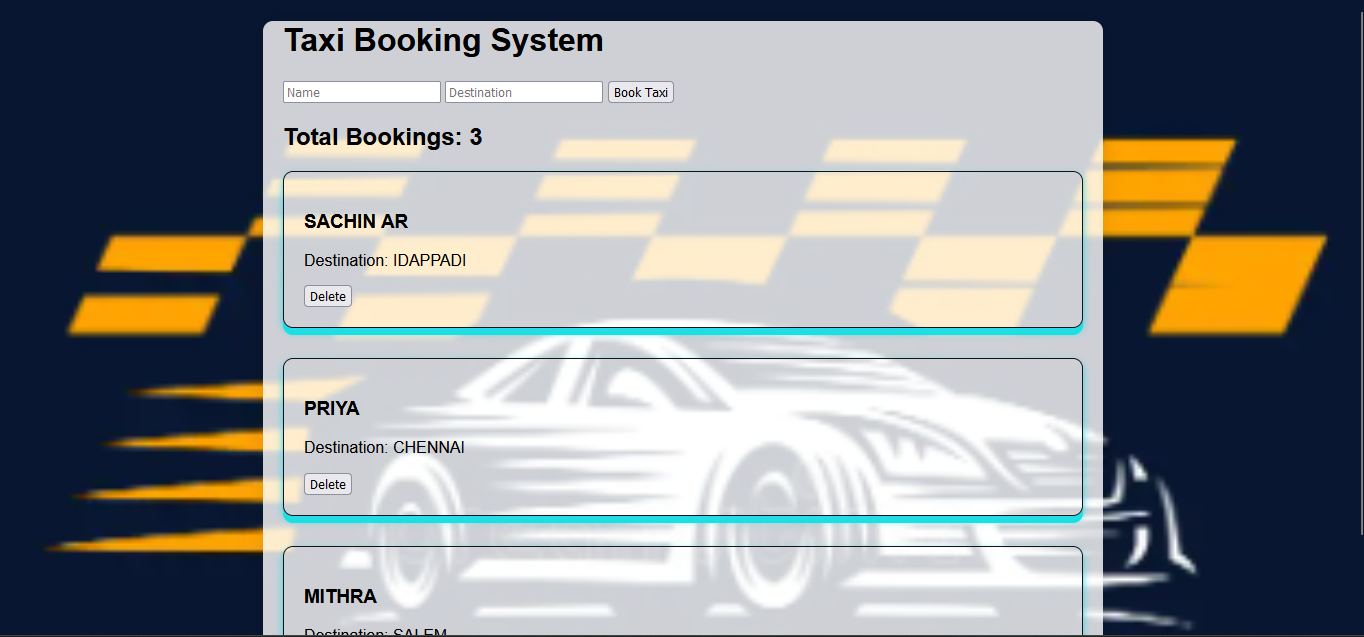 Taxi Booking System
Name Destination Book Taxi
Total Bookings: 3
SACHIN AR
Destination: IDAPPADI
Delete
PRIYA
Destination: CHENNAI
Delete
MITHRA
Destination: SALEM